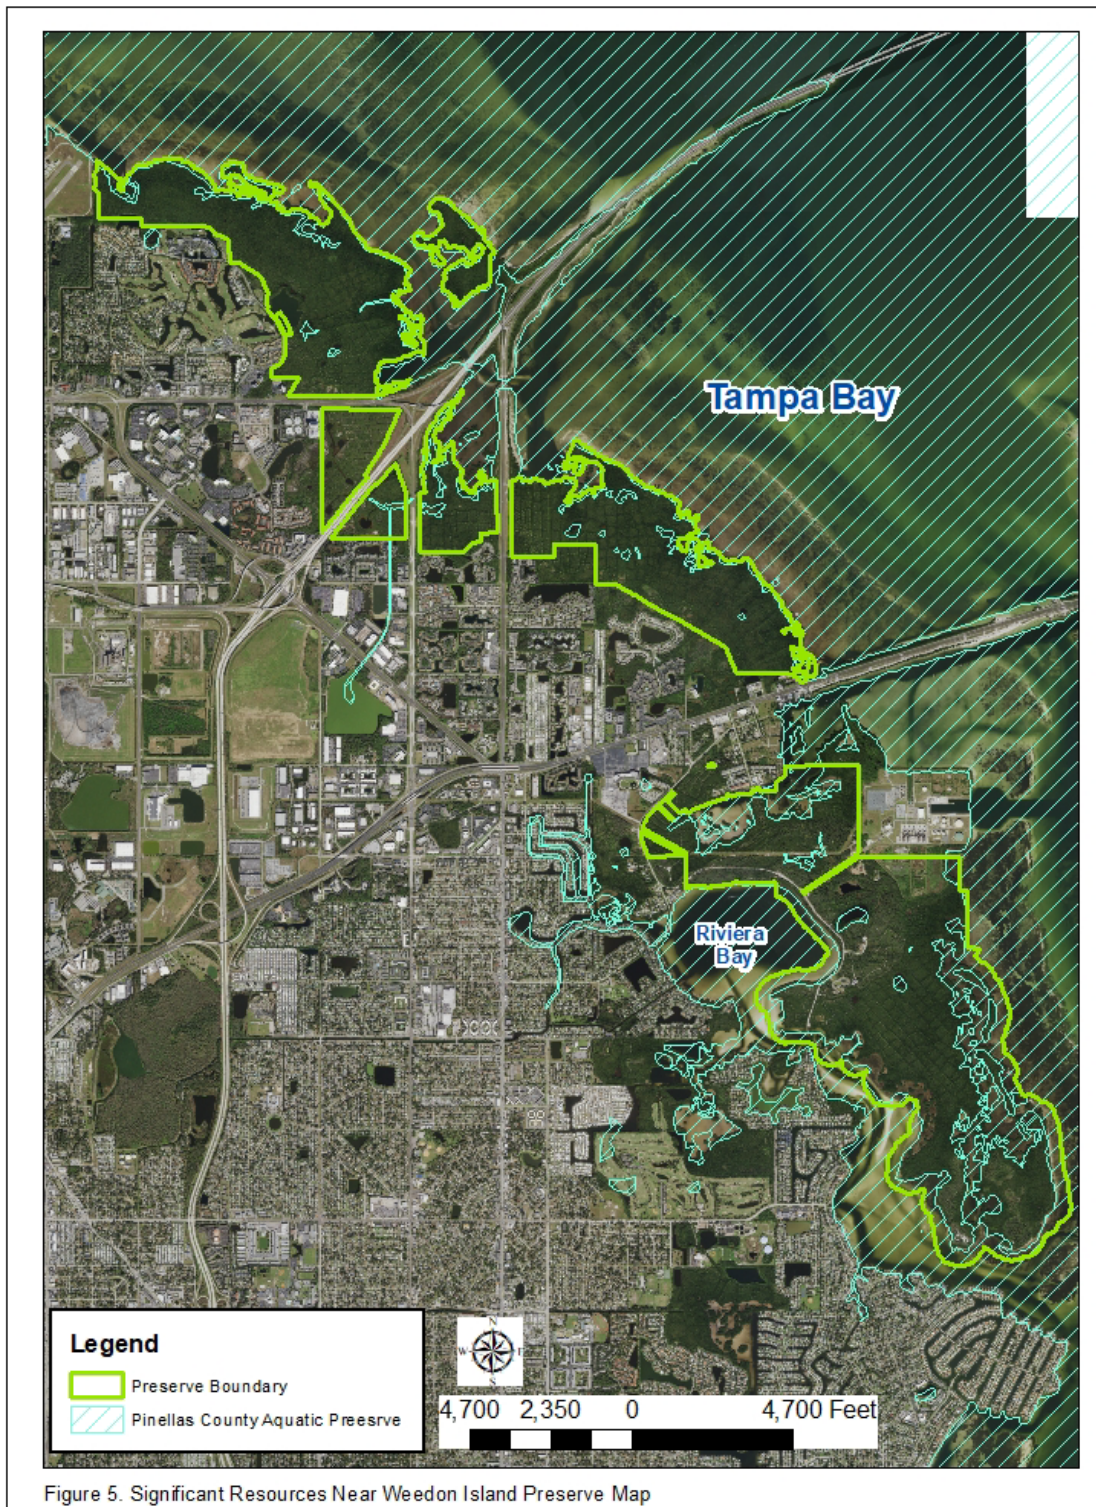 Tampa Bay
Riviera
Bay
Legend
Preserve Boundary
Pinellas County Aquatic Preesrve
N
W E
S
4,700 2,350 0 4,700 Feet
Figure 5. Significant Resources Near Weedon Island Preserve Map